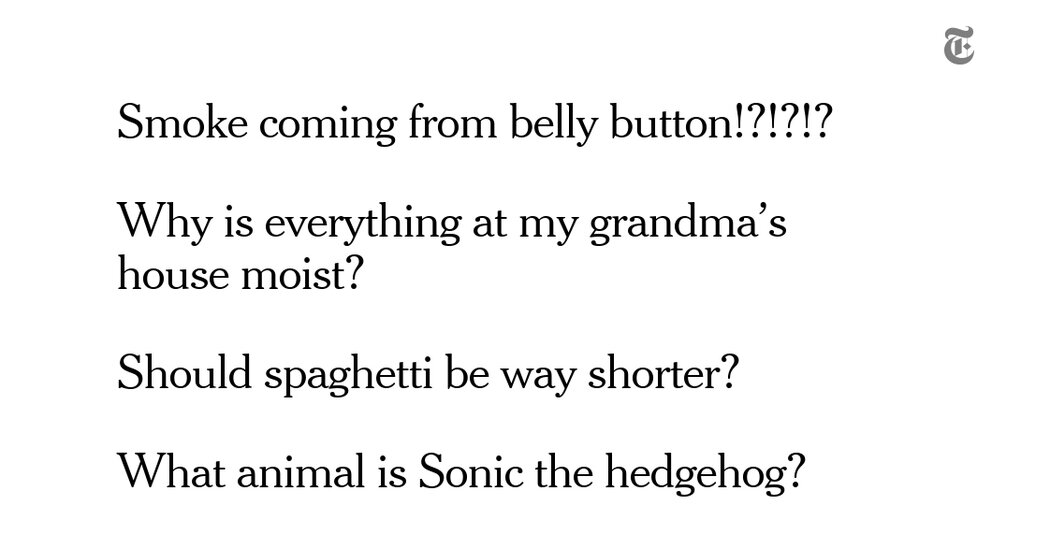 Smoke coming from belly button!?!?!?
Why is everything at my grandma’s
house moist?
Should spaghetti be way shorter?
What animal is Sonic the hedgehog?